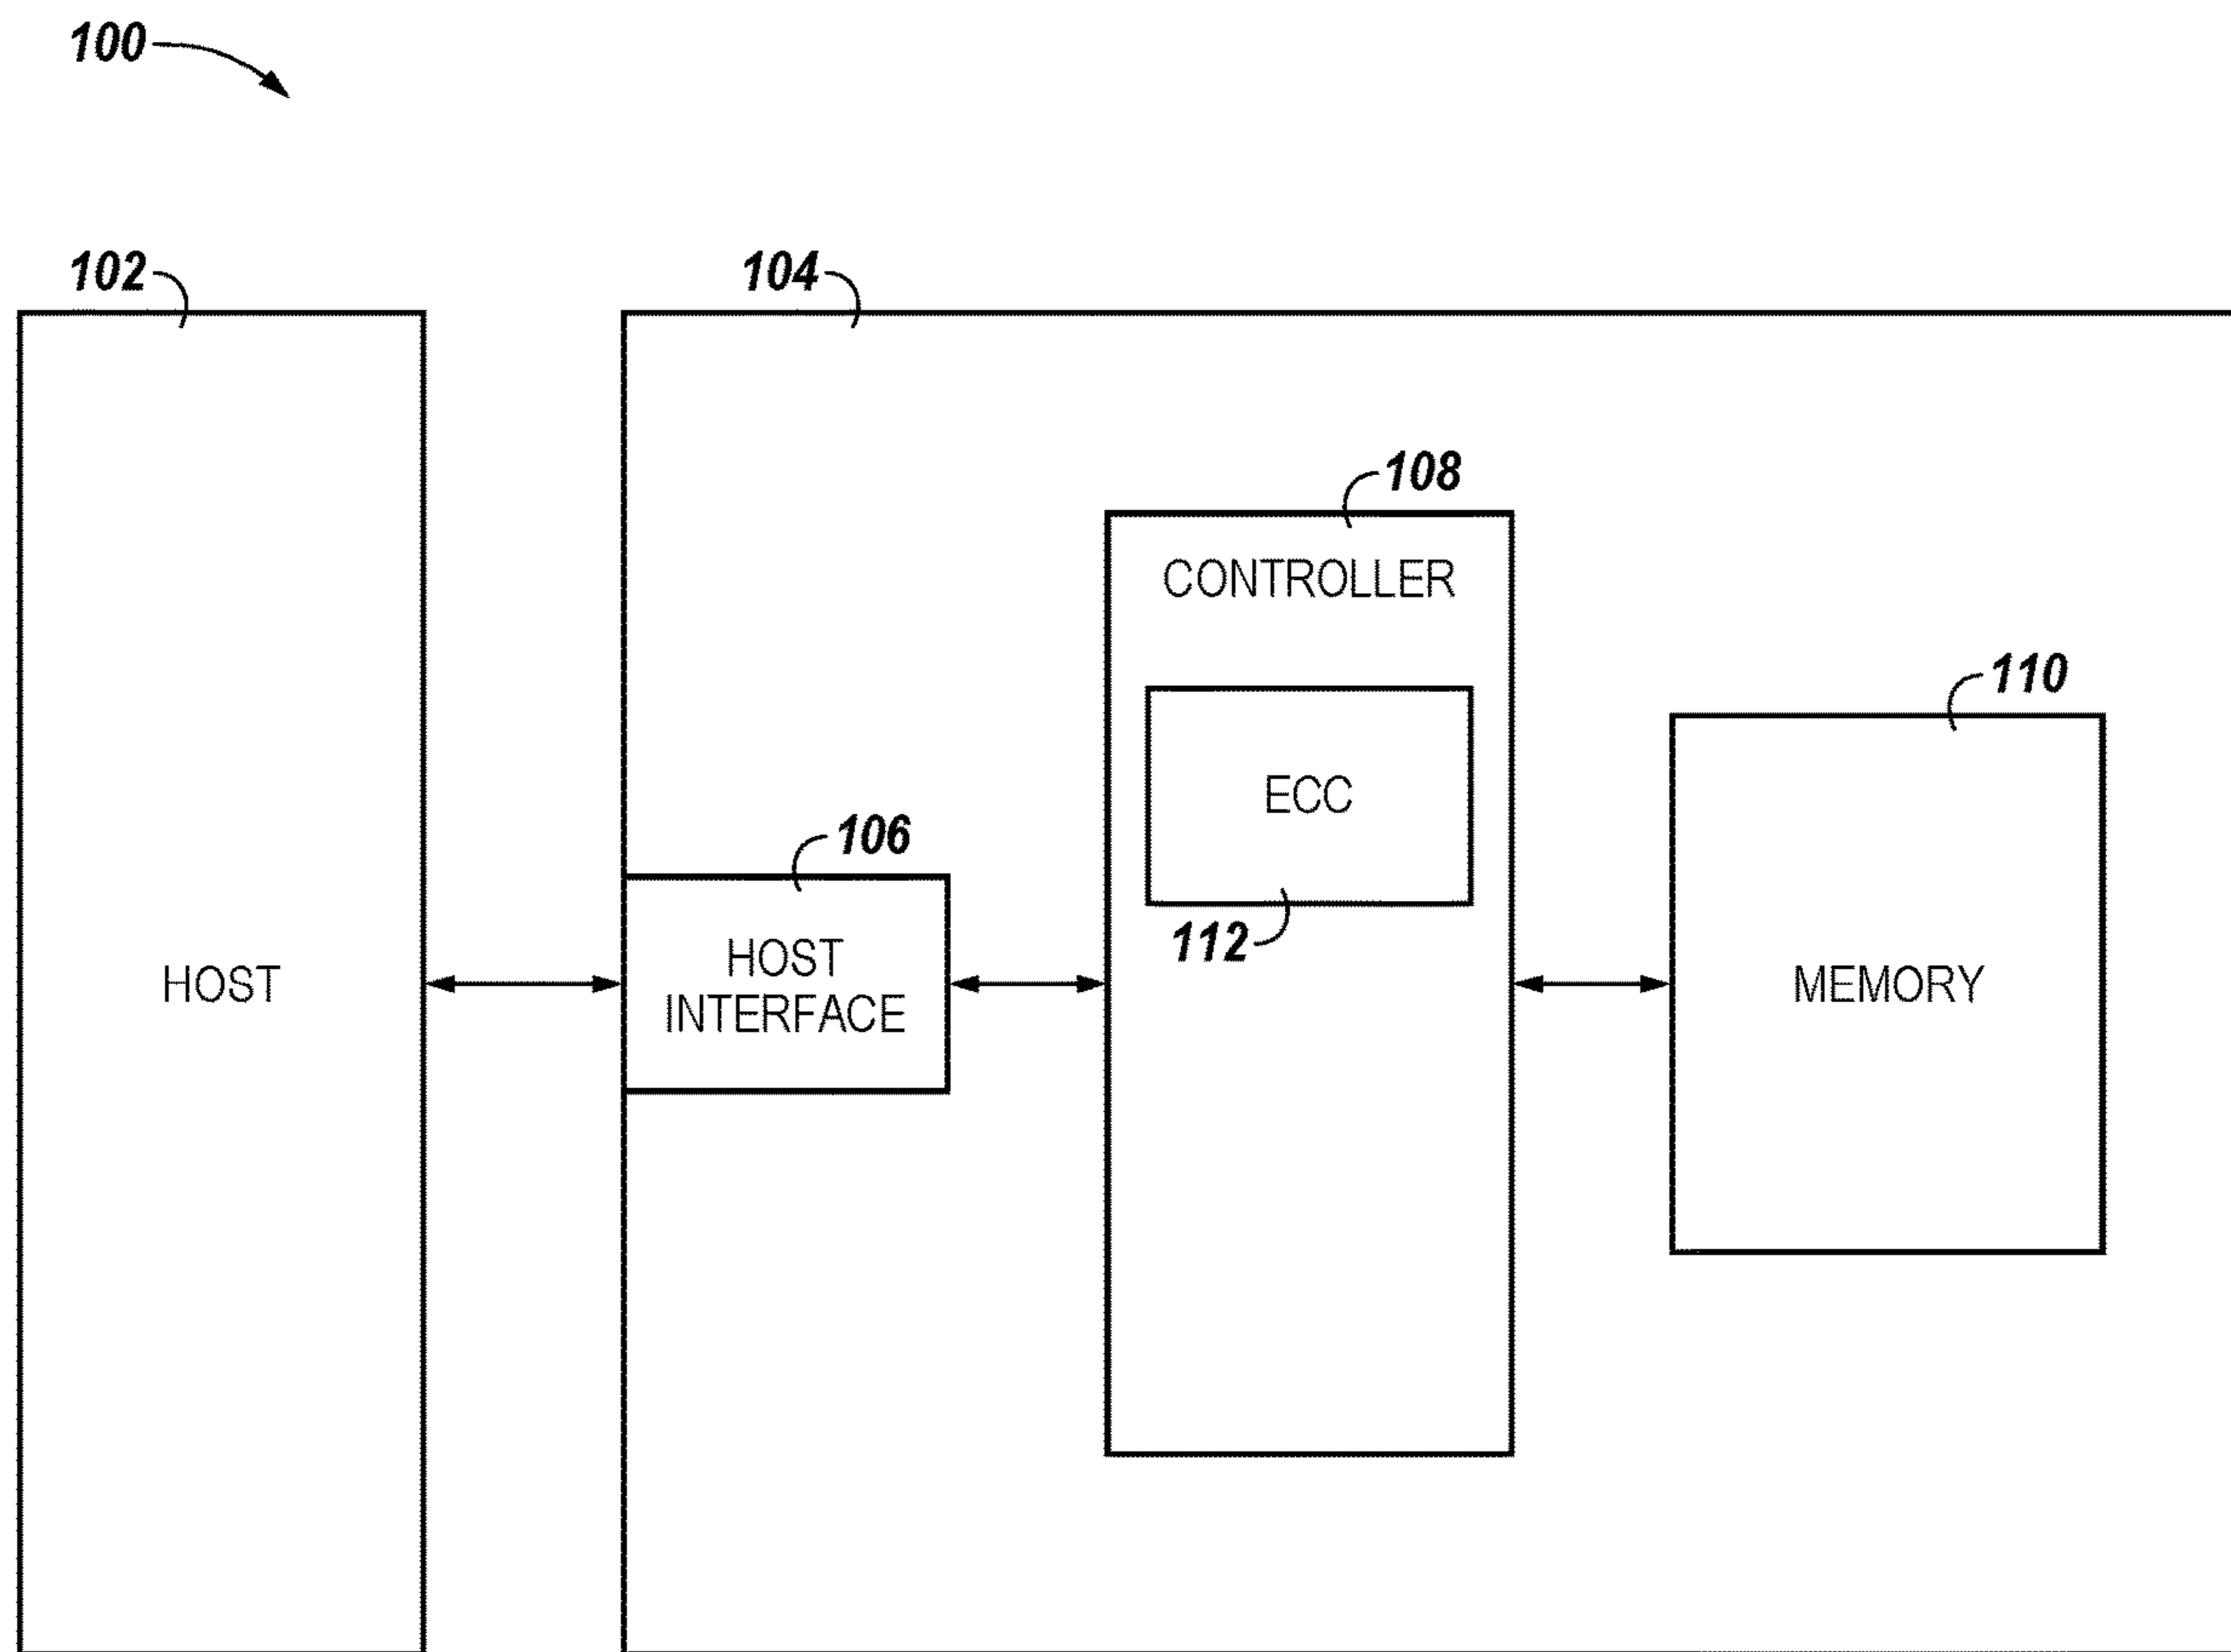 100
102
104
108
CONTROLLER
110
ECC
106
112
HOST
INTERFACE
HOST
MEMORY